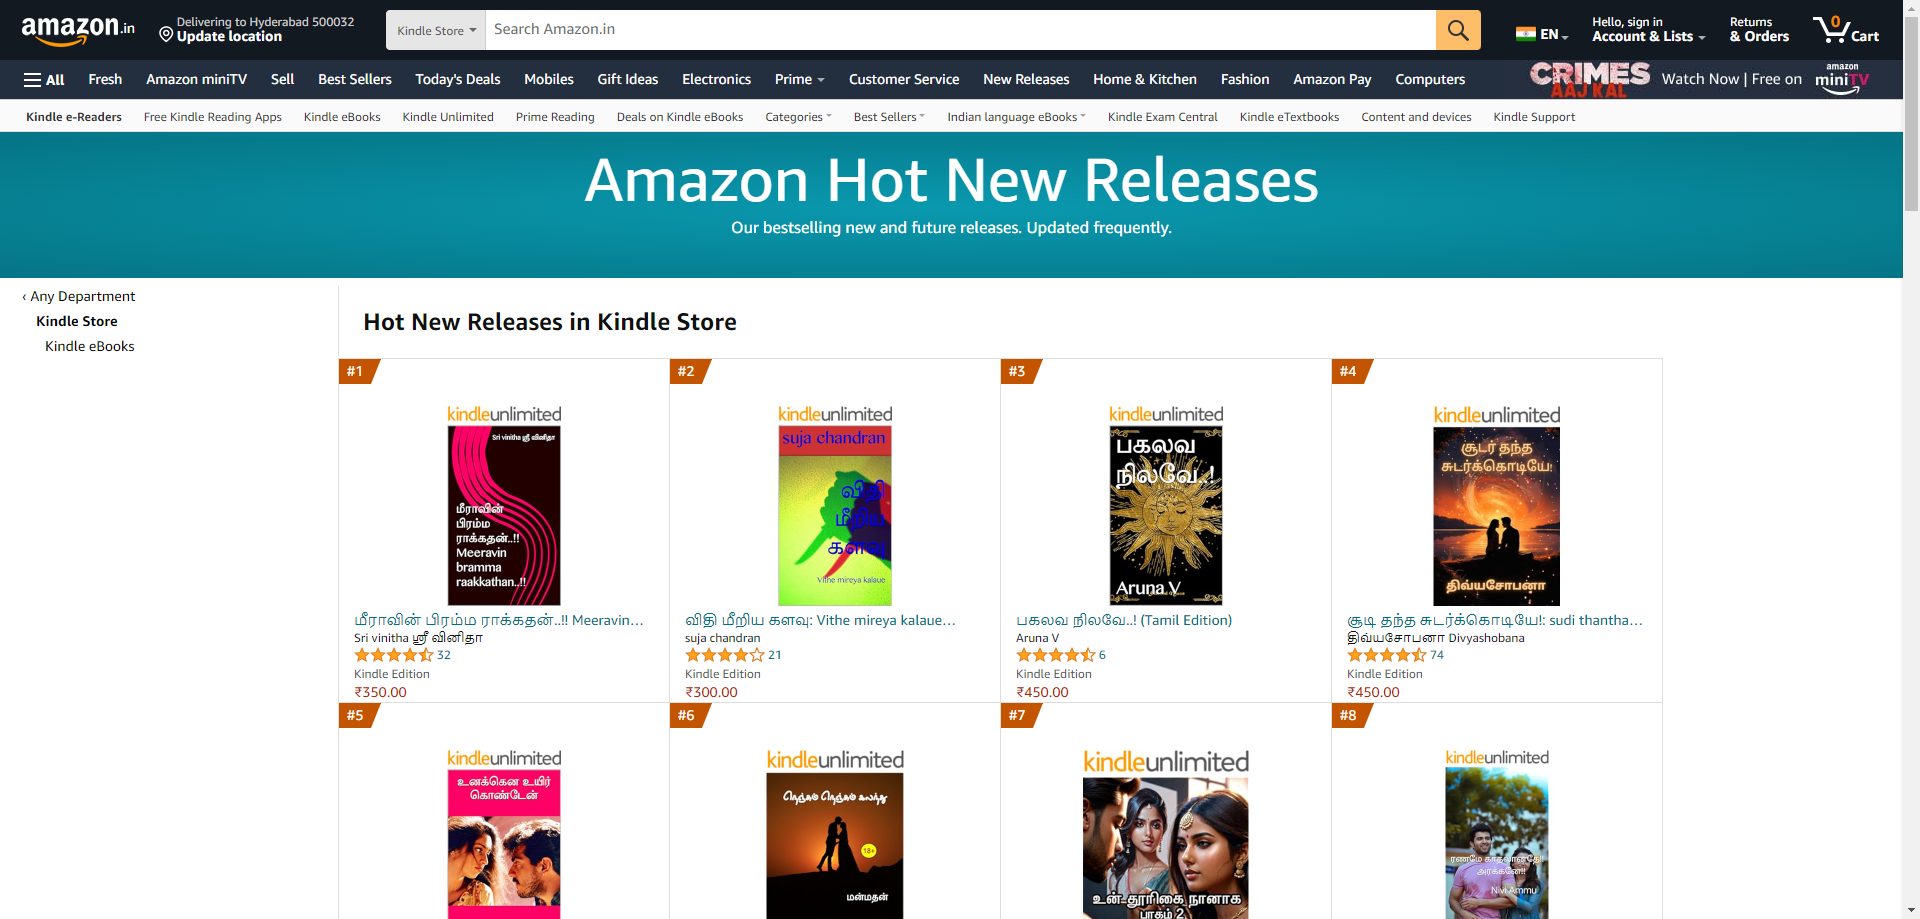 amazon.in
Delivering to Hyderabad 500032
Update location
Kindle Store
Search Amazon.in
EN
Hello, sign in
Account & Lists
Returns
& Orders
0
Cart
All
Fresh
Amazon miniTV
Sell
Best Sellers
Today's Deals
Mobiles
Gift Ideas
Electronics
Prime
Customer Service
New Releases
Home & Kitchen
Fashion
Amazon Pay
Computers
CRIMES
AAJ KAL
Watch Now | Free on
amazon
miniTV
Kindle e-Readers
Free Kindle Reading Apps
Kindle eBooks
Kindle Unlimited
Prime Reading
Deals on Kindle eBooks
Categories
Best Sellers
Indian language eBooks
Kindle Exam Central
Kindle eTextbooks
Content and devices
Kindle Support
Amazon Hot New Releases
Our bestselling new and future releases. Updated frequently.
‹ Any Department
Kindle Store
Kindle eBooks
Hot New Releases in Kindle Store
#1
kindleunlimited
Sri vinitha ஸ்ரீ வினிதா
மீராவின்
பிரம்ம
ராக்கதன்..!!
Meeravin
bramma
raakkathan..!!
மீராவின் பிரம்ம ராக்கதன்..!! Meeravin…
Sri vinitha ஸ்ரீ வினிதா
32
Kindle Edition
₹350.00
#2
kindleunlimited
suja chandran
விதி
மீறிய
களவு
Vithe mireya kalaue
விதி மீறிய களவு: Vithe mireya kalaue…
suja chandran
21
Kindle Edition
₹300.00
#3
kindleunlimited
பகலவ
நிலவே..!
Aruna V
பகலவ நிலவே..! (Tamil Edition)
Aruna V
6
Kindle Edition
₹450.00
#4
kindleunlimited
சூடர் தந்த
சுடர்க்கொடியே!
திவ்யசோபனா
சூடி தந்த சுடர்க்கொடியே!: sudi thantha…
திவ்யசோபனா Divyashobana
74
Kindle Edition
₹450.00
#5
kindleunlimited
உனக்கென உயிர்
கொண்டேன்
#6
kindleunlimited
நெஞ்சும் நெஞ்சும் கலந்து
18+
மன்மதன்
#7
kindleunlimited
உன் தூரிகை நானாக
பாகம் 2
#8
kindleunlimited
ரணமே காதலானதே!!
அரக்கனே!!
Nivi Ammu